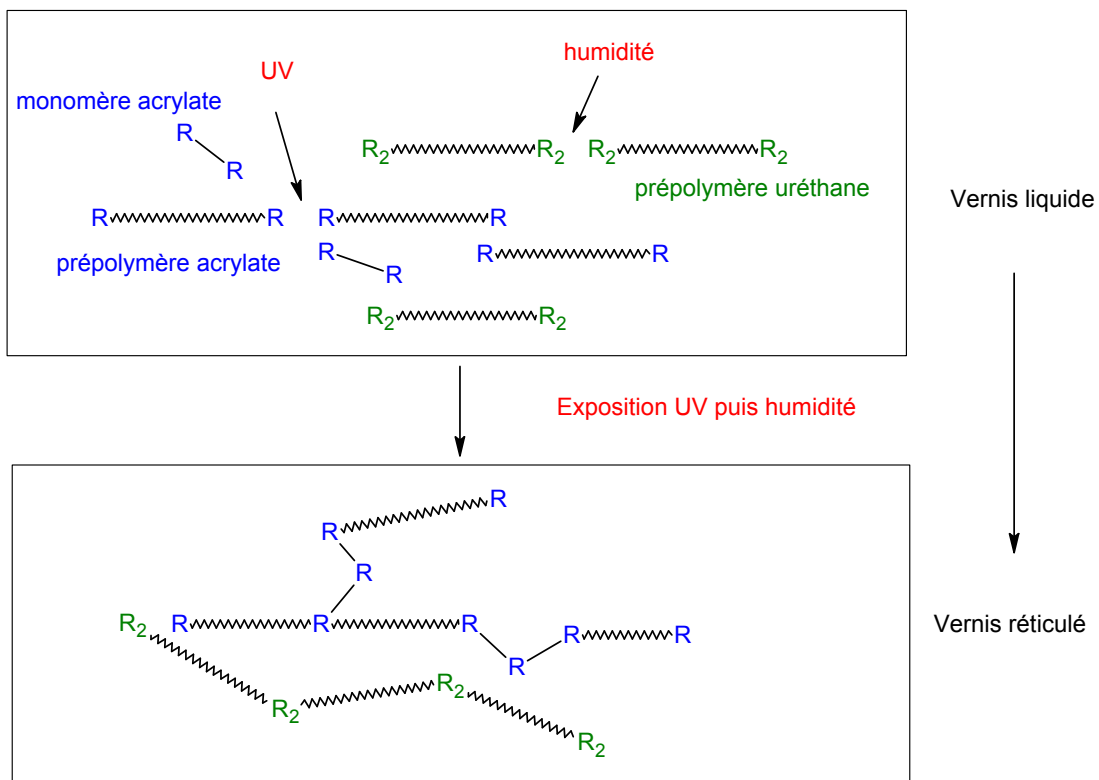 humidité
UV
monomère acrylate
R
R
R₂ R₂ R₂ R₂
prépolymère uréthane
Vernis liquide
R R R R
R R R
prépolymère acrylate
R
R₂ R₂
Exposition UV puis humidité
R
R
R
R₂ R R R R R
Vernis réticulé
R
R₂
R₂
R₂